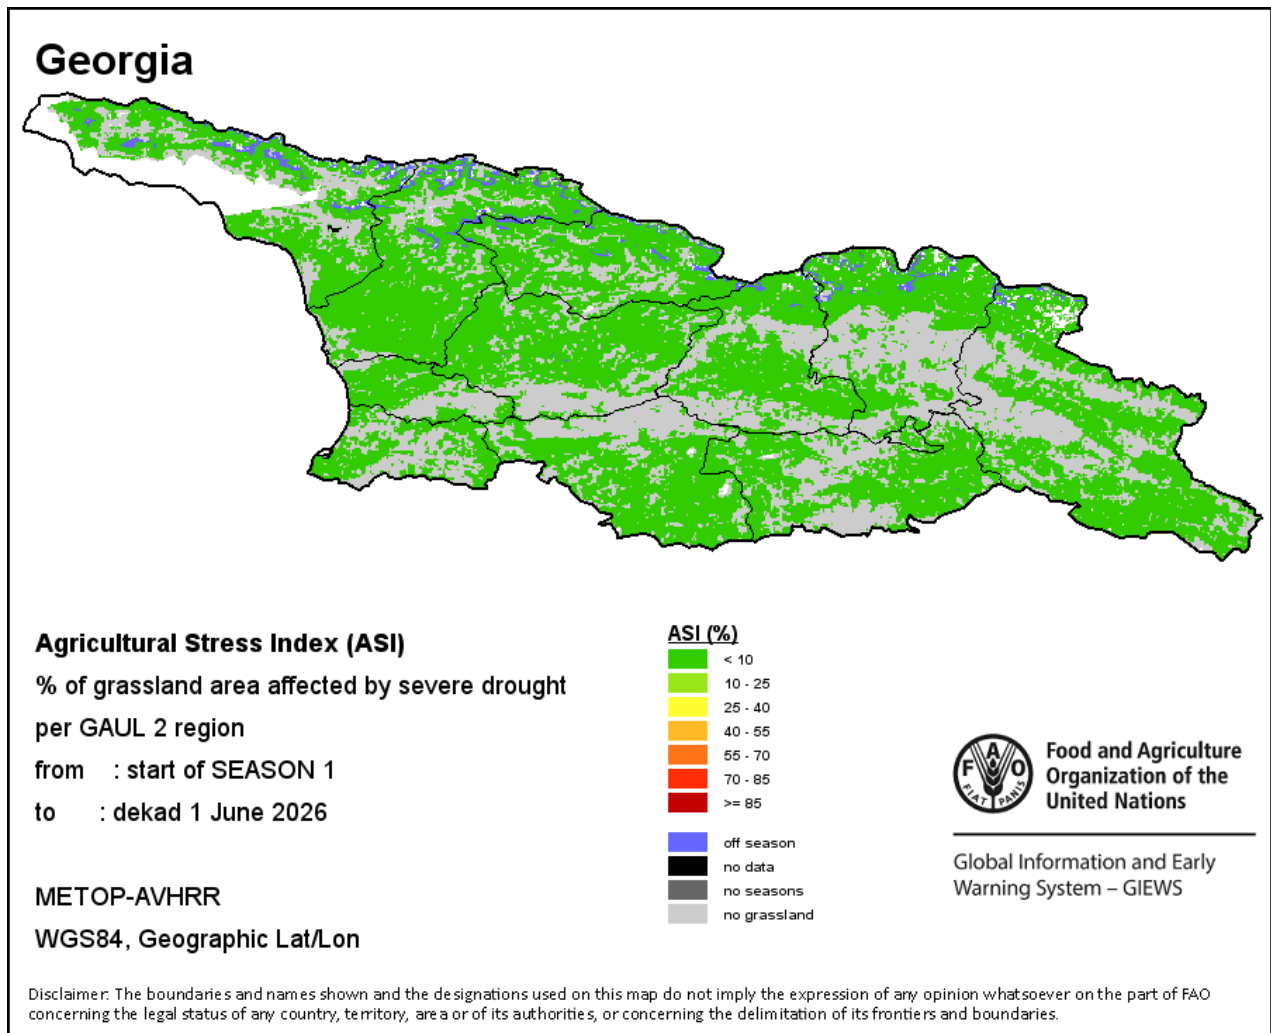 Georgia
Agricultural Stress Index (ASI)
% of grassland area affected by severe drought
per GAUL 2 region
from : start of SEASON 1
to : dekad 1 June 2026
METOP-AVHRR
WGS84, Geographic Lat/Lon
ASI (%)
< 10
10 - 25
25 - 40
40 - 55
55 - 70
70 - 85
>= 85
off season
no data
no seasons
no grassland
F A O
FIAT PANIS
Food and Agriculture
Organization of the
United Nations
Global Information and Early
Warning System – GIEWS
Disclaimer: The boundaries and names shown and the designations used on this map do not imply the expression of any opinion whatsoever on the part of FAO
concerning the legal status of any country, territory, area or of its authorities, or concerning the delimitation of its frontiers and boundaries.